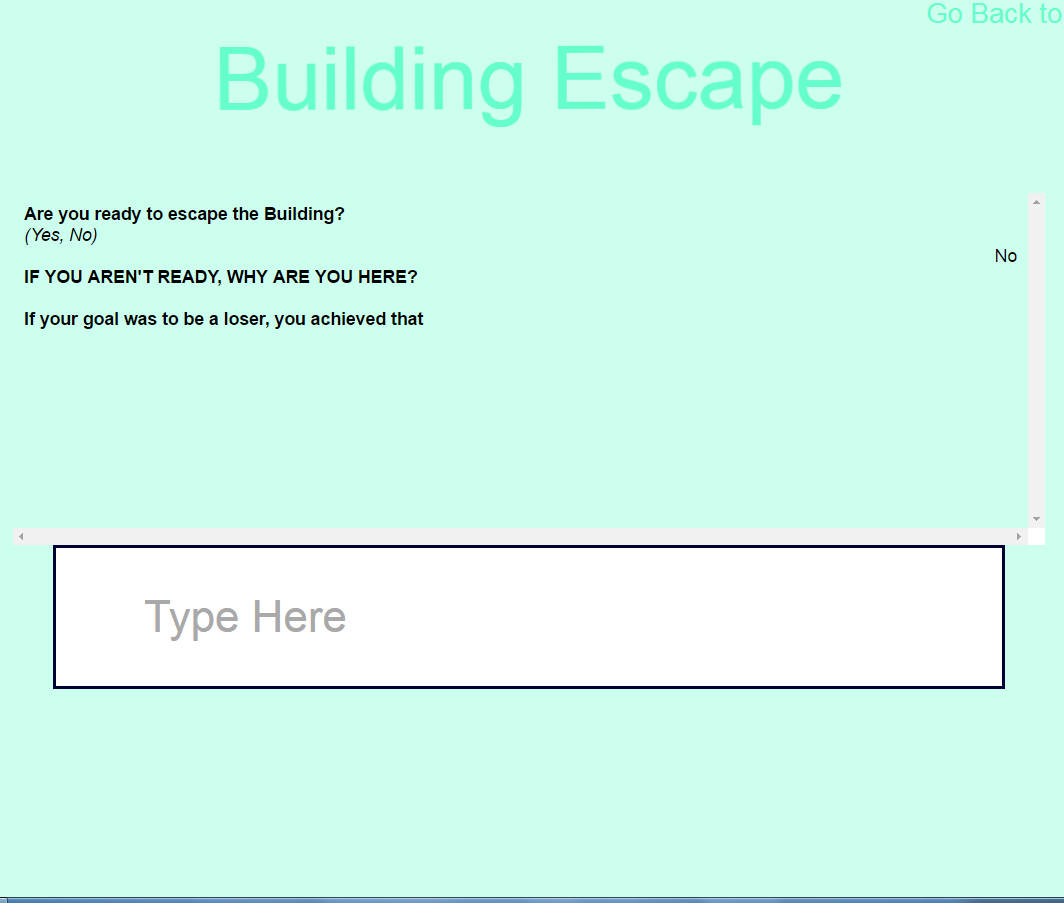 Go Back to
Building Escape
Are you ready to escape the Building?
(Yes, No)
No
IF YOU AREN'T READY, WHY ARE YOU HERE?
If your goal was to be a loser, you achieved that
Type Here